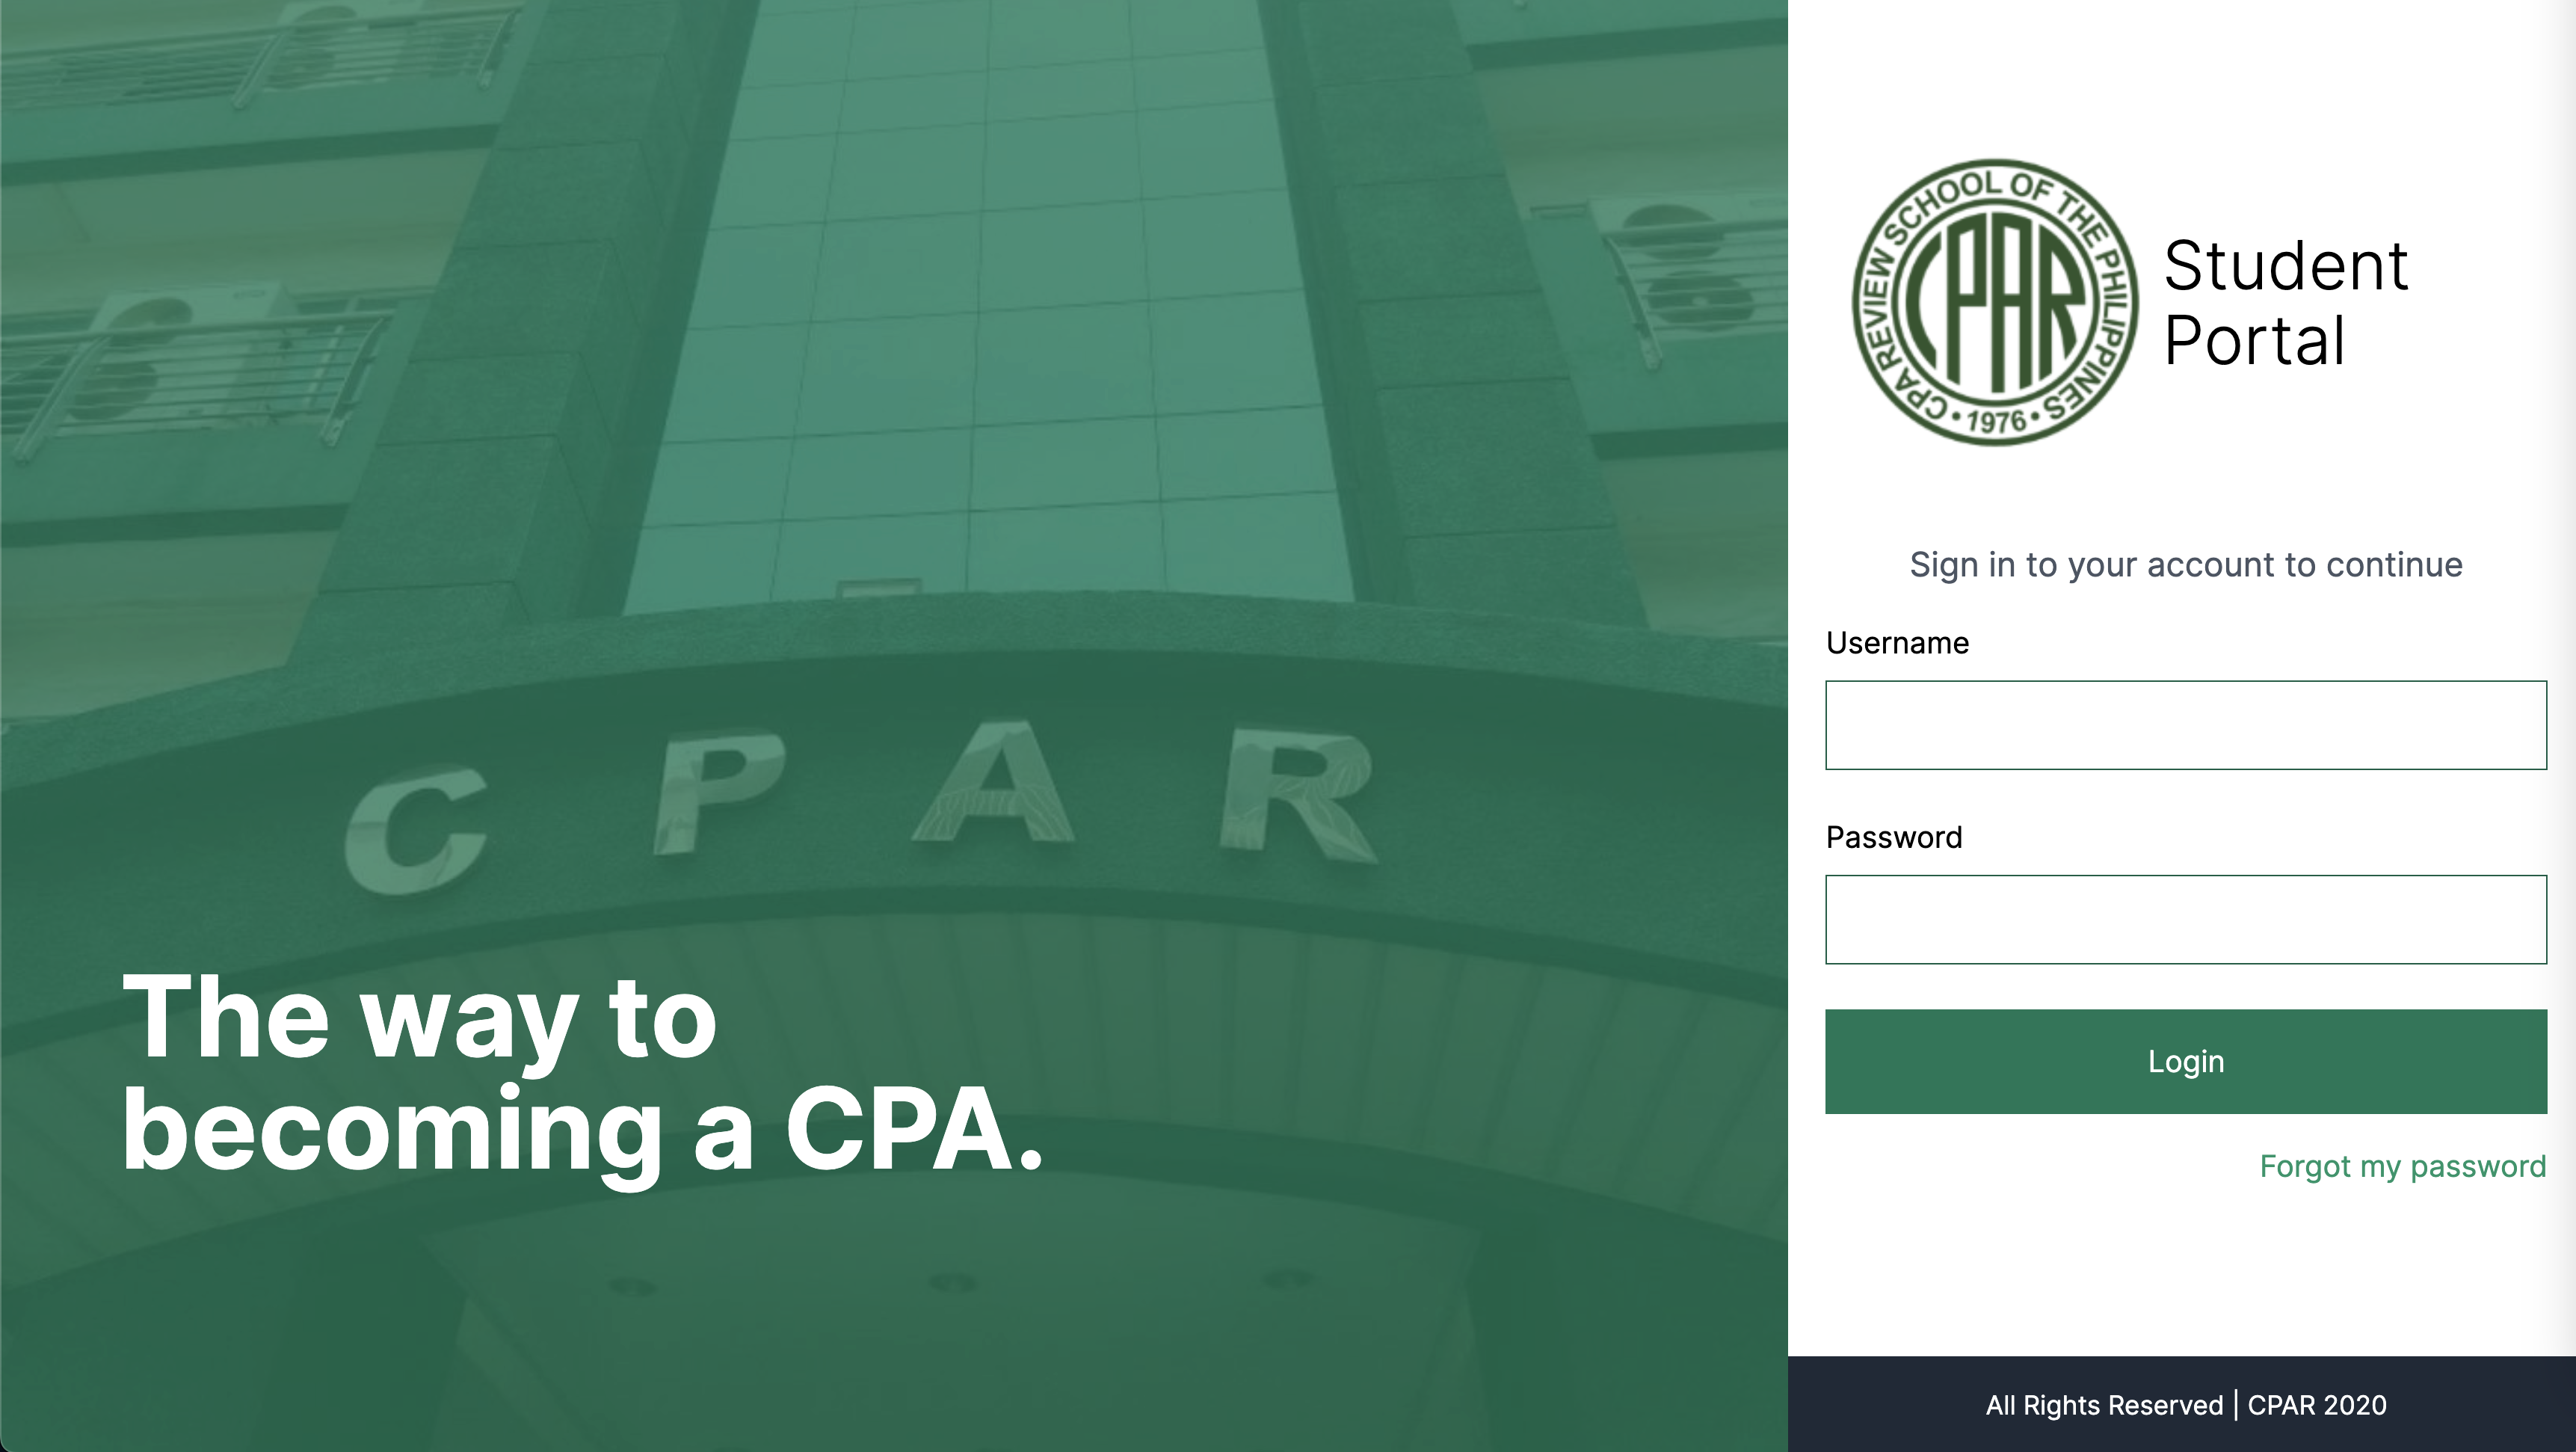 C P A R
The way to
becoming a CPA.
CPA REVIEW SCHOOL OF THE PHILIPPINES
CPAR
• 1976 •
Student
Portal
Sign in to your account to continue
Username
Password
Login
Forgot my password
All Rights Reserved | CPAR 2020